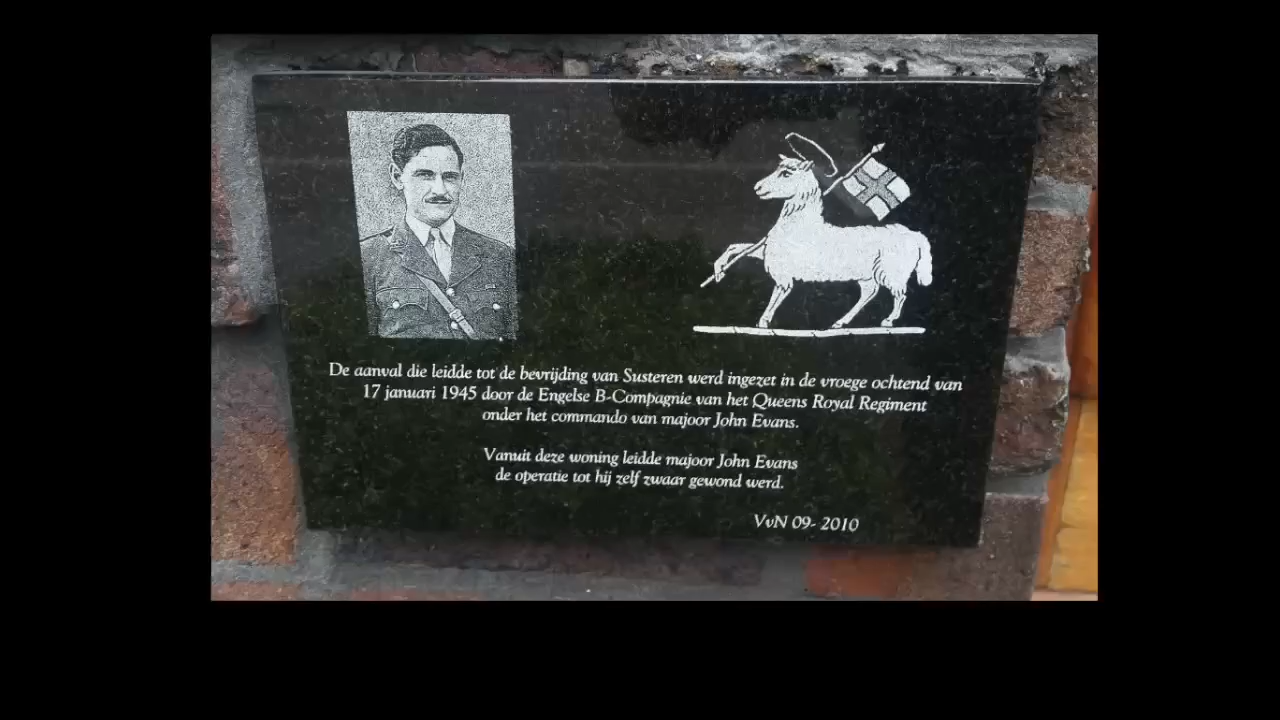 De aanval die leidde tot de bevrijding van Susteren werd ingezet in de vroege ochtend van
17 januari 1945 door de Engelse B-Compagnie van het Queens Royal Regiment
onder het commando van majoor John Evans.
Vanuit deze woning leidde majoor John Evans
de operatie tot hij zelf zwaar gewond werd.
VvN 09- 2010